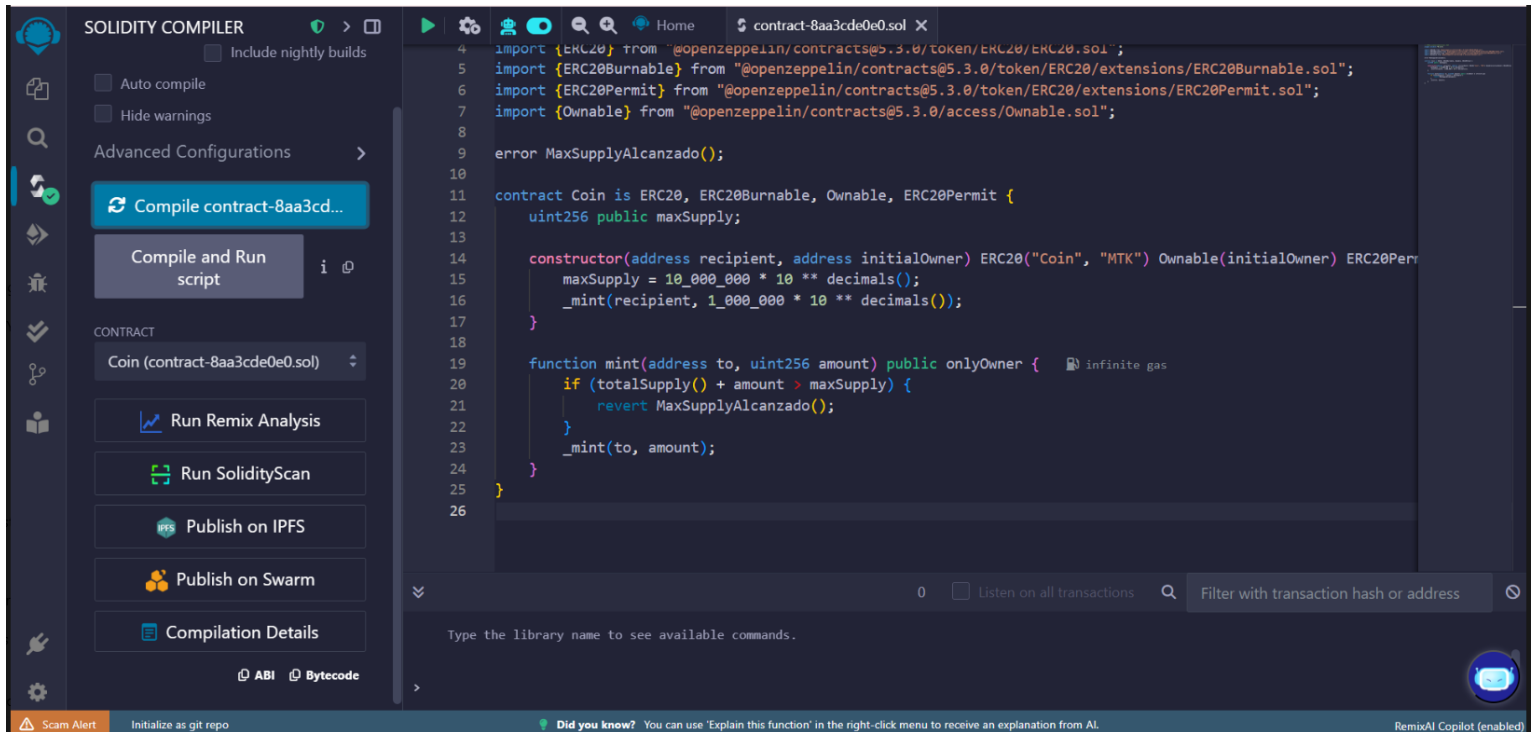 SOLIDITY COMPILER
Include nightly builds
Auto compile
Hide warnings
Advanced Configurations
Compile contract-8aa3cd...
Compile and Run
script
i
CONTRACT
Coin (contract-8aa3cde0e0.sol)
Run Remix Analysis
Run SolidityScan
IPFS
Publish on IPFS
Publish on Swarm
Compilation Details
ABI Bytecode
Home contract-8aa3cde0e0.sol
4 import {ERC20} from "@openzeppelin/contracts@5.3.0/token/ERC20/ERC20.sol";
5 import {ERC20Burnable} from "@openzeppelin/contracts@5.3.0/token/ERC20/extensions/ERC20Burnable.sol";
6 import {ERC20Permit} from "@openzeppelin/contracts@5.3.0/token/ERC20/extensions/ERC20Permit.sol";
7 import {Ownable} from "@openzeppelin/contracts@5.3.0/access/Ownable.sol";
8
9 error MaxSupplyAlcanzado();
10
11 contract Coin is ERC20, ERC20Burnable, Ownable, ERC20Permit {
12 uint256 public maxSupply;
13
14 constructor(address recipient, address initialOwner) ERC20("Coin", "MTK") Ownable(initialOwner) ERC20Perm
15 maxSupply = 10_000_000 * 10 ** decimals();
16 _mint(recipient, 1_000_000 * 10 ** decimals());
17 }
18
19 function mint(address to, uint256 amount) public onlyOwner { infinite gas
20 if (totalSupply() + amount > maxSupply) {
21 revert MaxSupplyAlcanzado();
22 }
23 _mint(to, amount);
24 }
25 }
26
0 Listen on all transactions Filter with transaction hash or address
Type the library name to see available commands.
>
Scam Alert Initialize as git repo Did you know? You can use 'Explain this function' in the right-click menu to receive an explanation from AI. RemixAI Copilot (enabled)